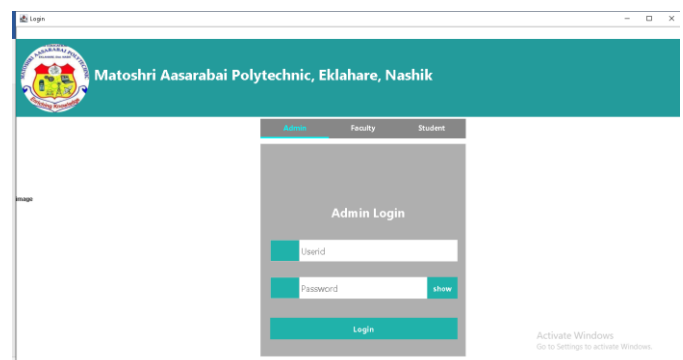 Login
Matoshri Aasarabai Polytechnic, Eklahare, Nashik
Admin Faculty Student
image
Admin Login
Userid
Password show
Login
Activate Windows
Go to Settings to activate Windows.